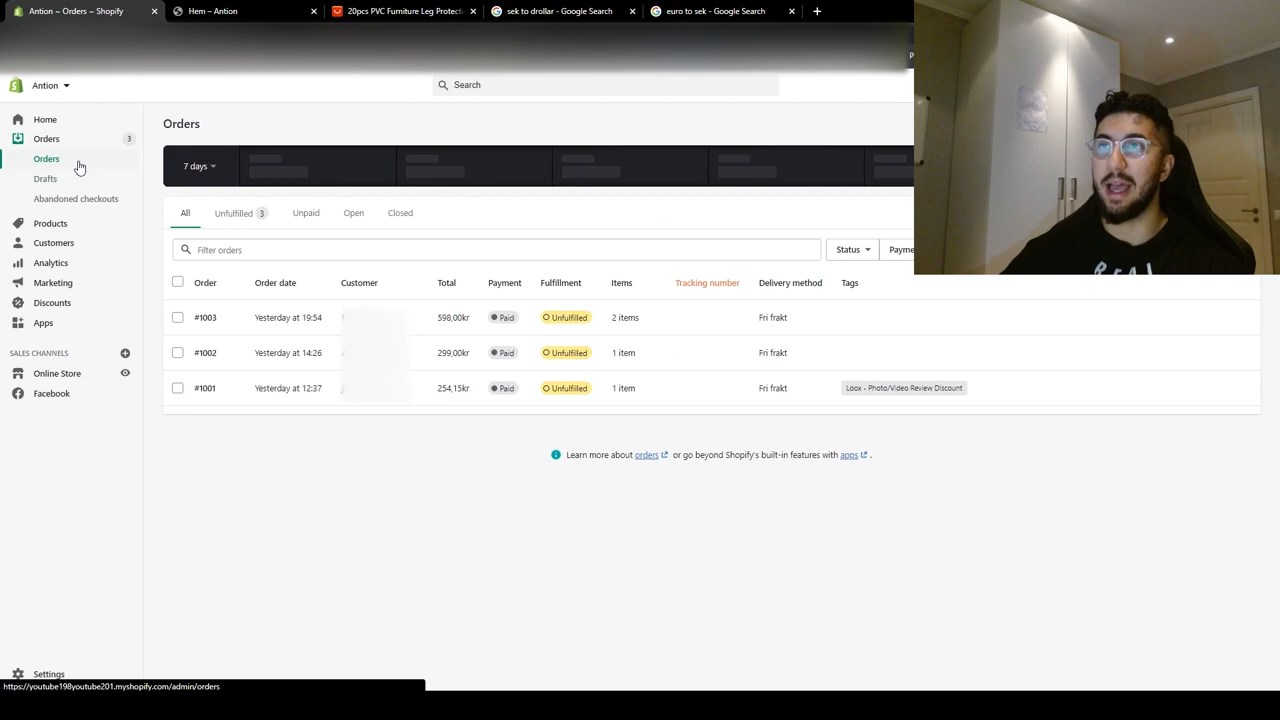 Antion ~ Orders ~ Shopify
Hem – Antion
20pcs PVC Furniture Leg Protecti
sek to drollar - Google Search
euro to sek - Google Search
Antion
Search
Home
Orders 3
Orders
Drafts
Abandoned checkouts
Products
Customers
Analytics
Marketing
Discounts
Apps
SALES CHANNELS
Online Store
Facebook
Settings
https://youtube198youtube201.myshopify.com/admin/orders
Orders
7 days
All Unfulfilled 3 Unpaid Open Closed
Filter orders Status Payme
Order Order date Customer Total Payment Fulfillment Items Tracking number Delivery method Tags
#1003 Yesterday at 19:54 598,00kr Paid Unfulfilled 2 items Fri frakt
#1002 Yesterday at 14:26 299,00kr Paid Unfulfilled 1 item Fri frakt
#1001 Yesterday at 12:37 254,15kr Paid Unfulfilled 1 item Fri frakt Loox - Photo/Video Review Discount
Learn more about orders or go beyond Shopify's built-in features with apps .
REAL